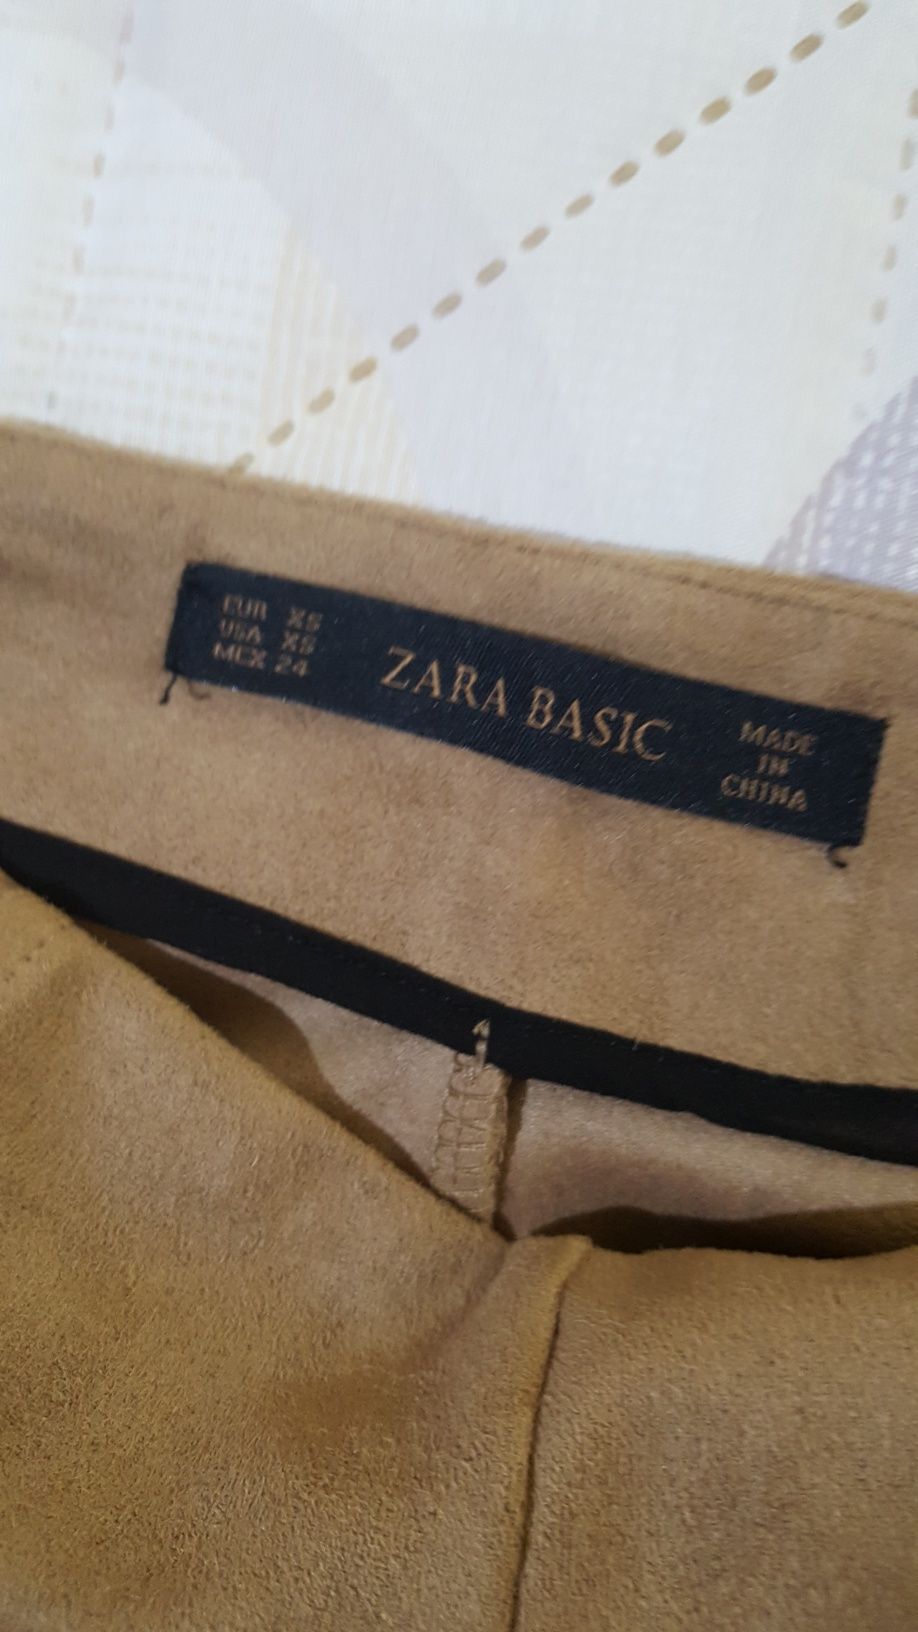 EUR XS
USA XS
MEX 24
ZARA BASIC
MADE
IN
CHINA